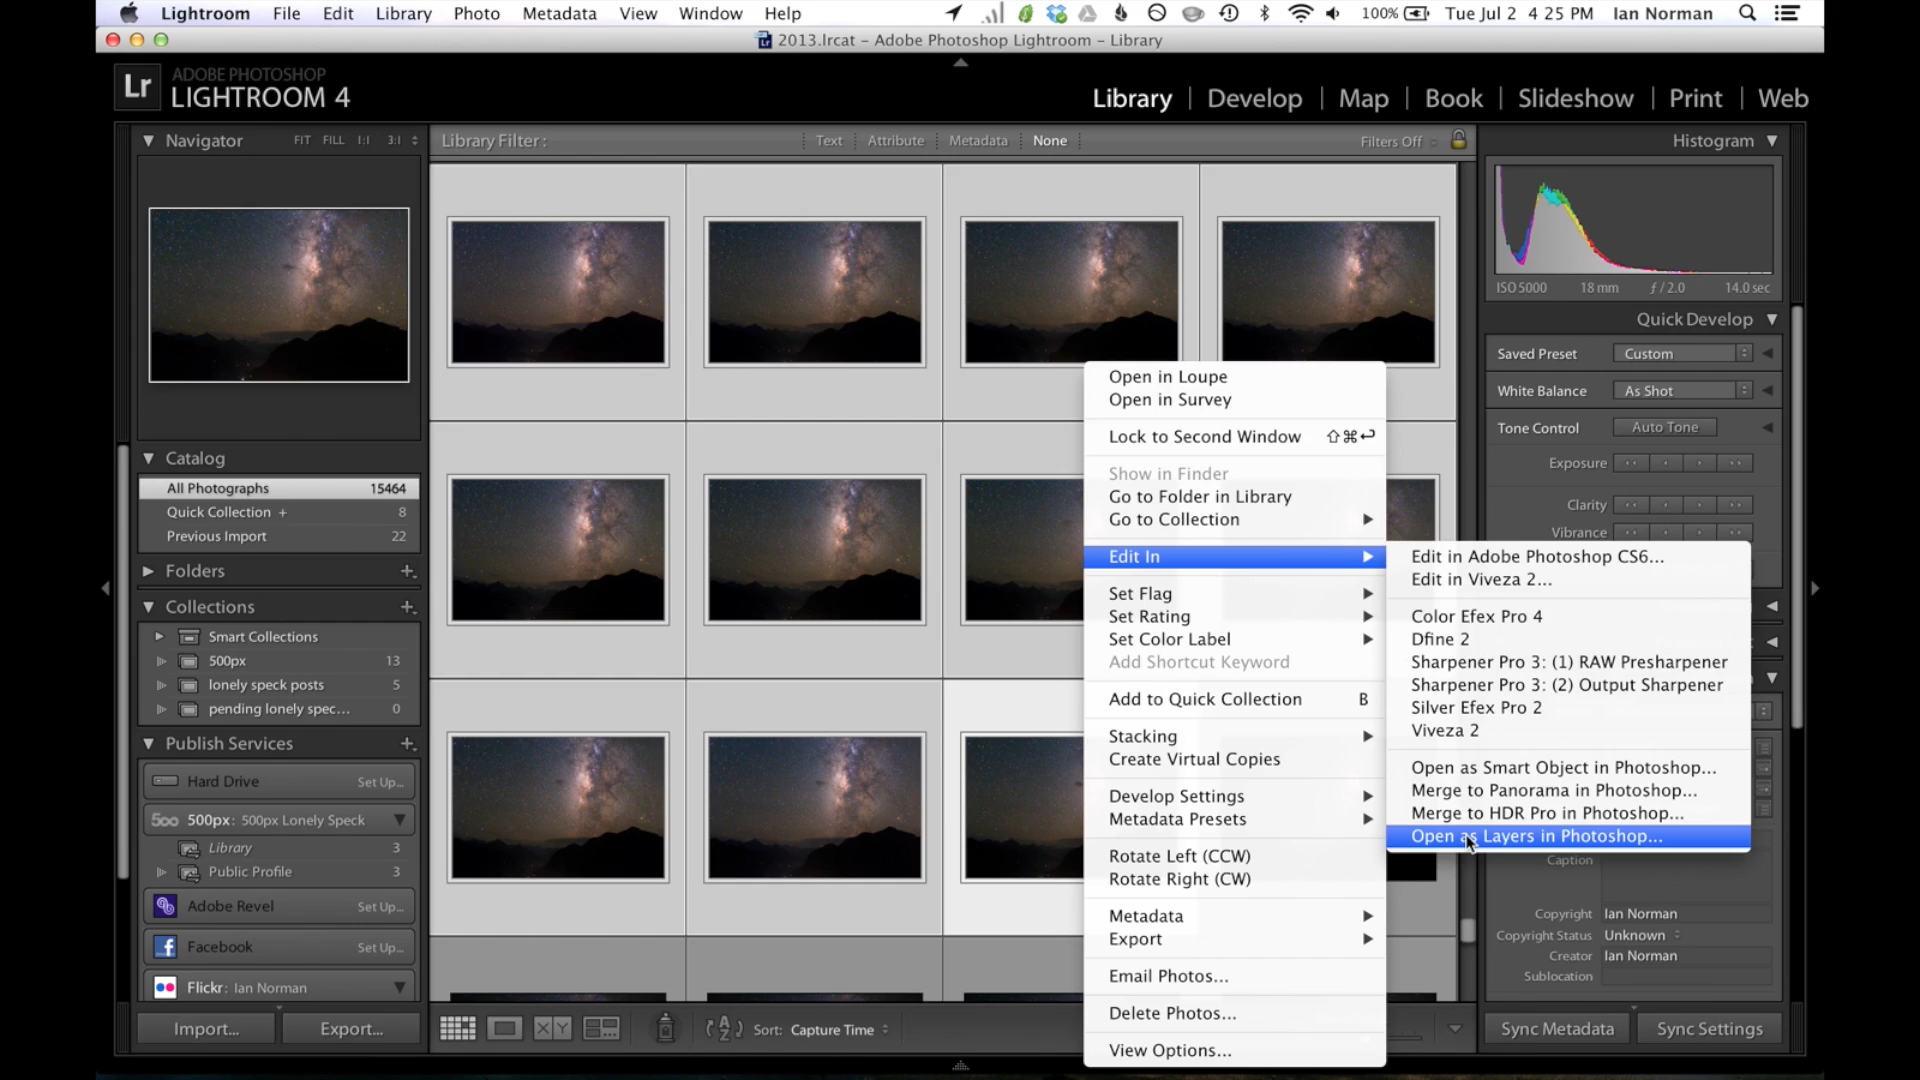 Lightroom File Edit Library Photo Metadata View Window Help 100% Tue Jul 2 4:25 PM Ian Norman
2013.lrcat – Adobe Photoshop Lightroom – Library
Lr ADOBE PHOTOSHOP
LIGHTROOM 4
Library | Develop | Map | Book | Slideshow | Print | Web
Navigator FIT FILL 1:1 3:1
Library Filter : Text Attribute Metadata None Filters Off
Histogram
ISO 5000 18 mm ƒ / 2.0 14.0 sec
Quick Develop
Saved Preset Custom
White Balance As Shot
Tone Control Auto Tone
Exposure
Clarity
Vibrance
Catalog
All Photographs 15464
Quick Collection + 8
Previous Import 22
Folders
Collections
Smart Collections
500px 13
lonely speck posts 5
pending lonely spec... 0
Publish Services
Hard Drive Set Up...
500 500px: 500px Lonely Speck
Library 3
Public Profile 3
Adobe Revel Set Up...
Facebook Set Up...
Flickr: Ian Norman
Import... Export...
Open in Loupe
Open in Survey
Lock to Second Window ⇧⌘↩
Show in Finder
Go to Folder in Library
Go to Collection
Edit In
Set Flag
Set Rating
Set Color Label
Add Shortcut Keyword
Add to Quick Collection B
Stacking
Create Virtual Copies
Develop Settings
Metadata Presets
Rotate Left (CCW)
Rotate Right (CW)
Metadata
Export
Email Photos...
Delete Photos...
View Options...
Edit in Adobe Photoshop CS6...
Edit in Viveza 2...
Color Efex Pro 4
Dfine 2
Sharpener Pro 3: (1) RAW Presharpener
Sharpener Pro 3: (2) Output Sharpener
Silver Efex Pro 2
Viveza 2
Open as Smart Object in Photoshop...
Merge to Panorama in Photoshop...
Merge to HDR Pro in Photoshop...
Open as Layers in Photoshop...
Caption
Copyright Ian Norman
Copyright Status Unknown
Creator Ian Norman
Sublocation
XY AZ Sort: Capture Time
Sync Metadata Sync Settings